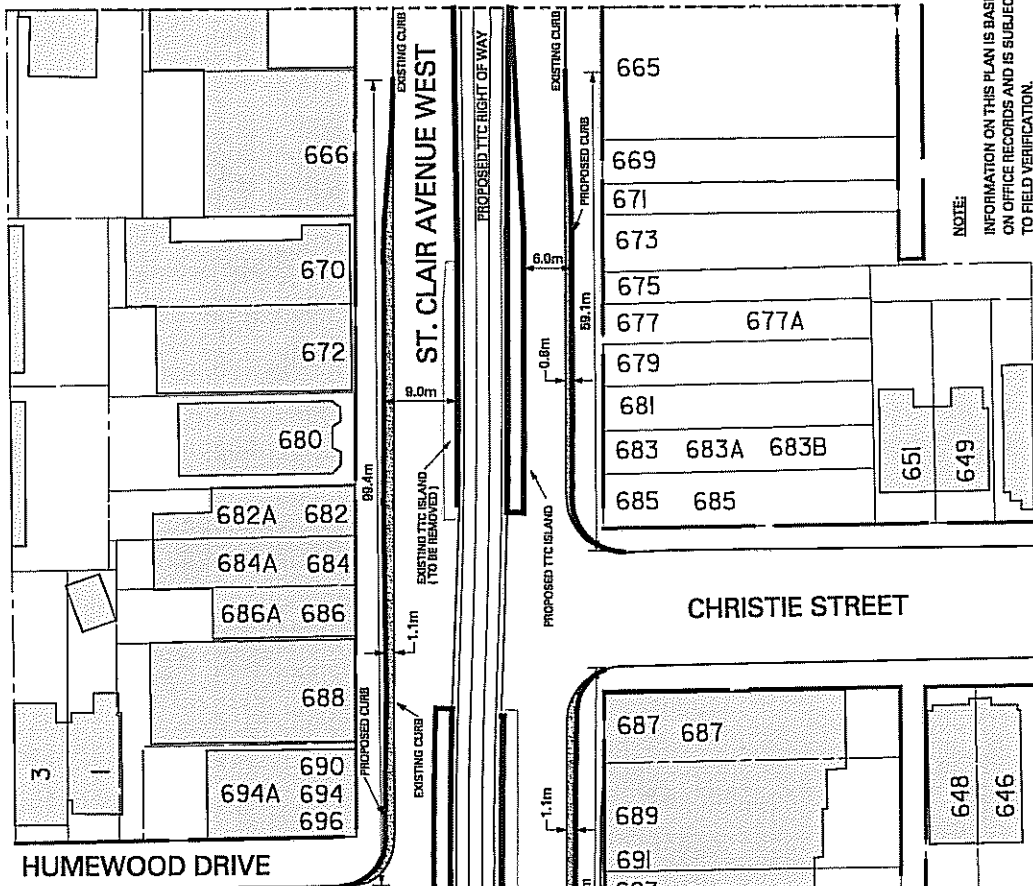 666
670
672
680
682A 682
684A 684
686A 686
688
690
694A 694
696
3
1
HUMEWOOD DRIVE
EXISTING CURB
99.4m
ST. CLAIR AVENUE WEST
9.0m
EXISTING TTC ISLAND
( TO BE REMOVED )
1.1m
PROPOSED CURB
EXISTING CURB
PROPOSED TTC RIGHT OF WAY
EXISTING CURB
PROPOSED CURB
6.0m
59.1m
0.8m
PROPOSED TTC ISLAND
665
669
671
673
675
677 677A
679
681
683 683A 683B
685 685
651
649
CHRISTIE STREET
687 687
689
691
1.1m
648
646
NOTE:
INFORMATION ON THIS PLAN IS BAS
ON OFFICE RECORDS AND IS SUBJEC
TO FIELD VERIFICATION.